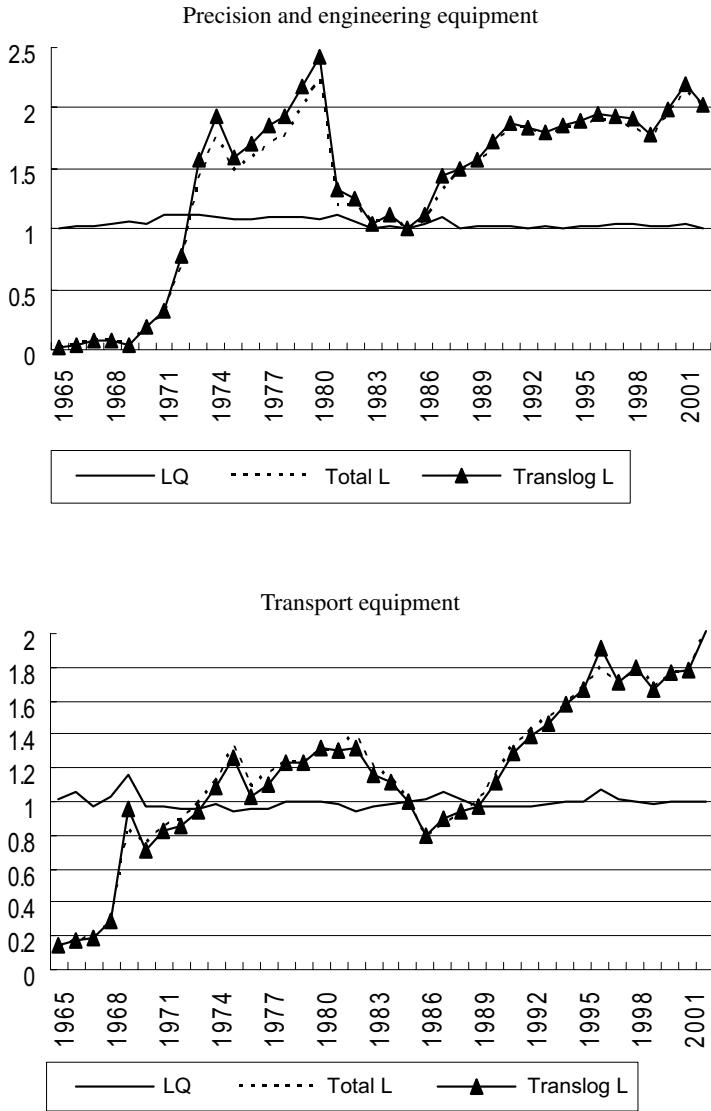 Precision and engineering equipment
2.5
2
1.5
1
0.5
0
1965 1968 1971 1974 1977 1980 1983 1986 1989 1992 1995 1998 2001
LQ Total L Translog L
Transport equipment
2
1.8
1.6
1.4
1.2
1
0.8
0.6
0.4
0.2
0
1965 1968 1971 1974 1977 1980 1983 1986 1989 1992 1995 1998 2001
LQ Total L Translog L